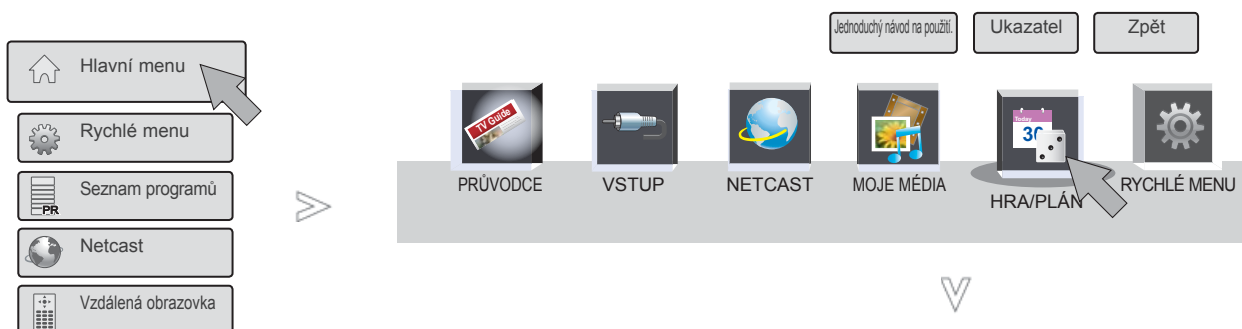 Jednoduchý návod na použití.
Ukazatel
Zpět
Hlavní menu
Rychlé menu
Seznam programů
PR
Netcast
Vzdálená obrazovka
TV Guide
Today
30
PRŮVODCE
VSTUP
NETCAST
MOJE MÉDIA
HRA/PLÁN
RYCHLÉ MENU